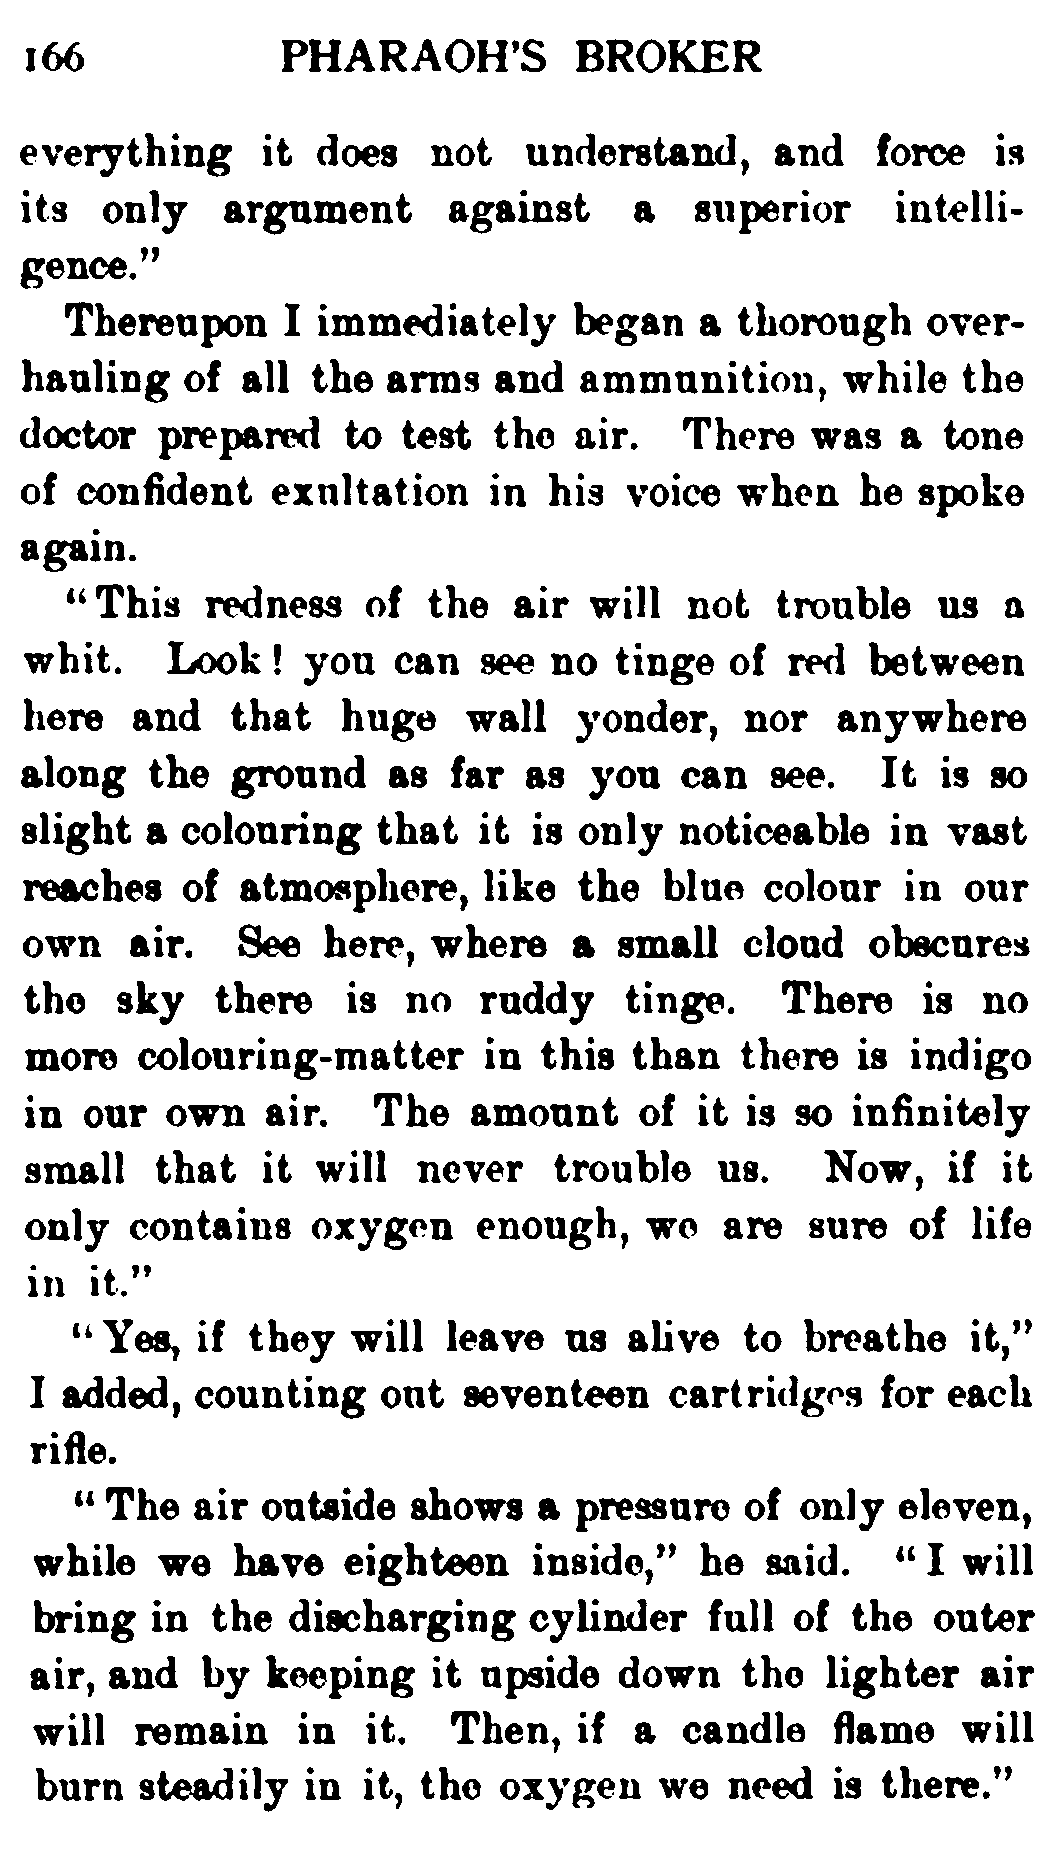 166 PHARAOH'S BROKER
everything it does not understand, and force is
its only argument against a superior intelli-
gence."
Thereupon I immediately began a thorough over-
hauling of all the arms and ammunition, while the
doctor prepared to test the air. There was a tone
of confident exultation in his voice when he spoke
again.
"This redness of the air will not trouble us a
whit. Look! you can see no tinge of red between
here and that huge wall yonder, nor anywhere
along the ground as far as you can see. It is so
slight a colouring that it is only noticeable in vast
reaches of atmosphere, like the blue colour in our
own air. See here, where a small cloud obscures
the sky there is no ruddy tinge. There is no
more colouring-matter in this than there is indigo
in our own air. The amount of it is so infinitely
small that it will never trouble us. Now, if it
only contains oxygen enough, we are sure of life
in it."
"Yes, if they will leave us alive to breathe it,"
I added, counting out seventeen cartridges for each
rifle.
"The air outside shows a pressure of only eleven,
while we have eighteen inside," he said. "I will
bring in the discharging cylinder full of the outer
air, and by keeping it upside down the lighter air
will remain in it. Then, if a candle flame will
burn steadily in it, the oxygen we need is there."